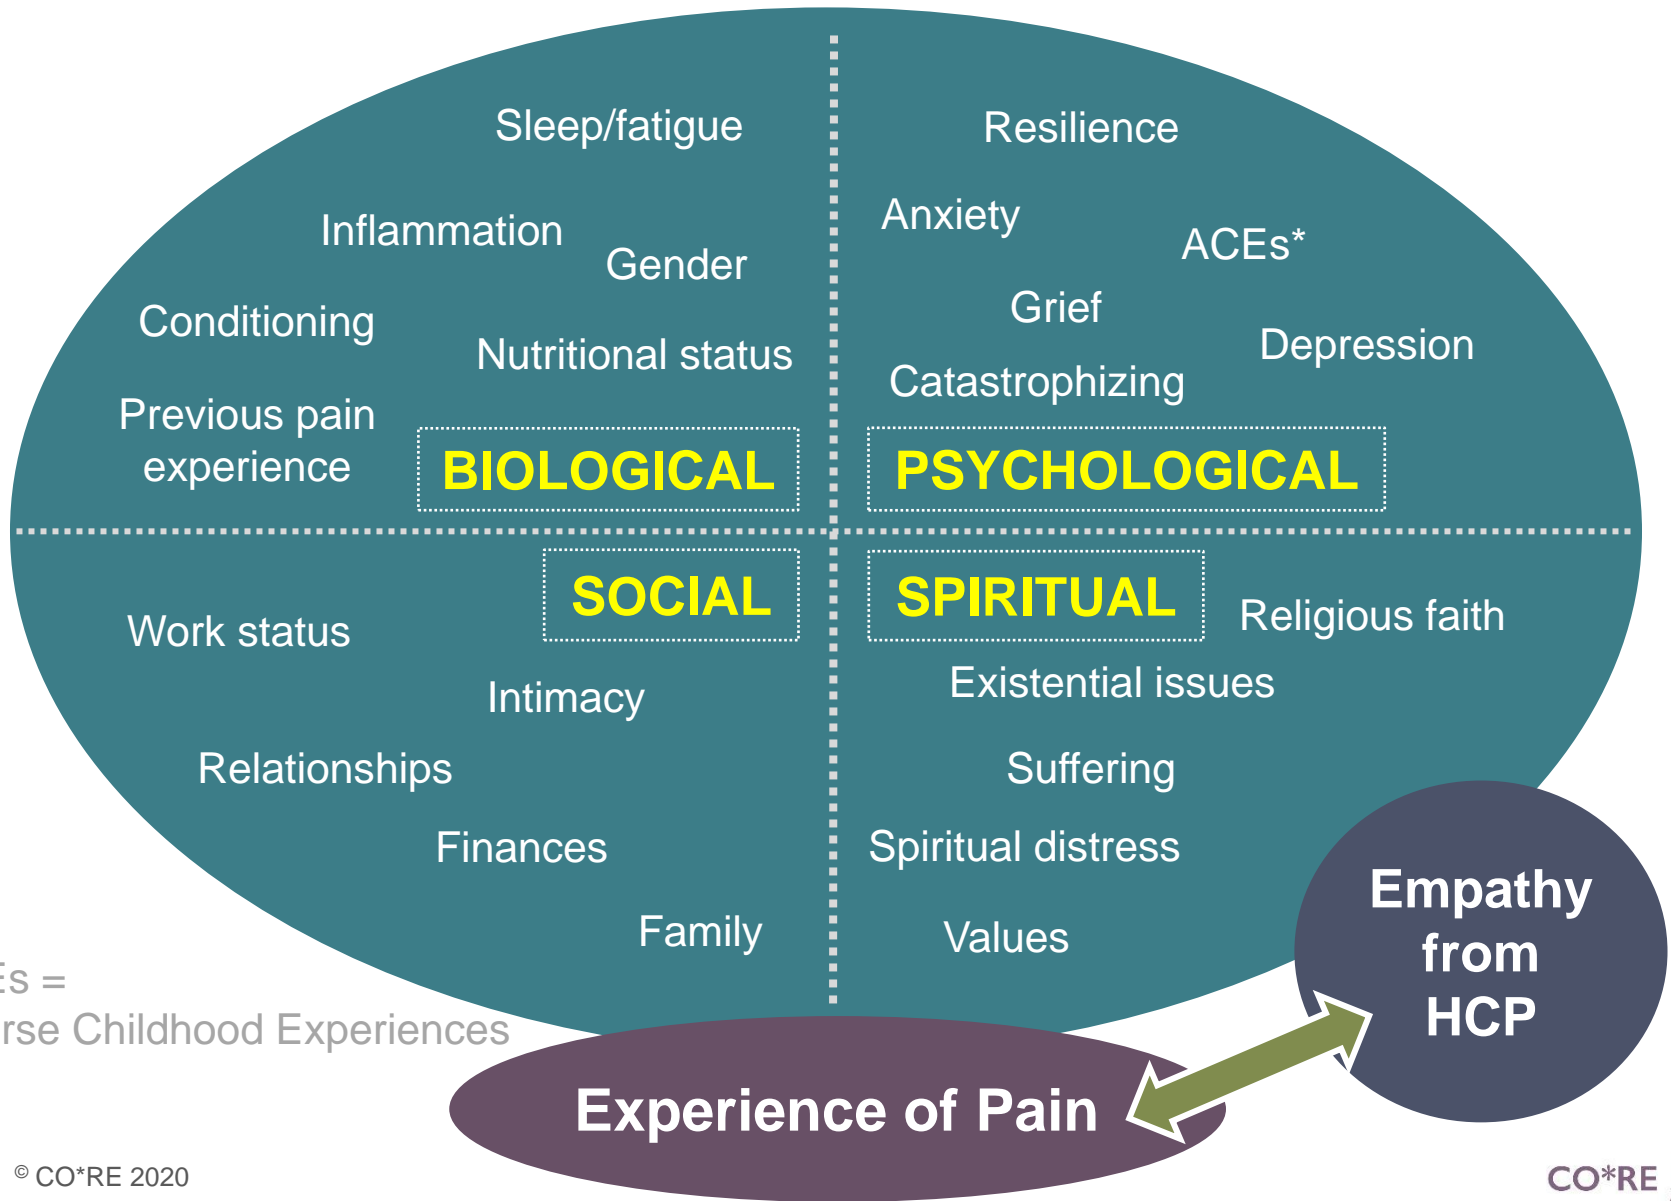 Sleep/fatigue
Inflammation
Gender
Conditioning
Nutritional status
Previous pain
experience
BIOLOGICAL
Resilience
Anxiety
ACEs*
Grief
Depression
Catastrophizing
PSYCHOLOGICAL
SOCIAL
Work status
Intimacy
Relationships
Finances
Family
SPIRITUAL
Religious faith
Existential issues
Suffering
Spiritual distress
Values
Empathy
from
HCP
Es =
rse Childhood Experiences
Experience of Pain
© CO*RE 2020
CO*RE